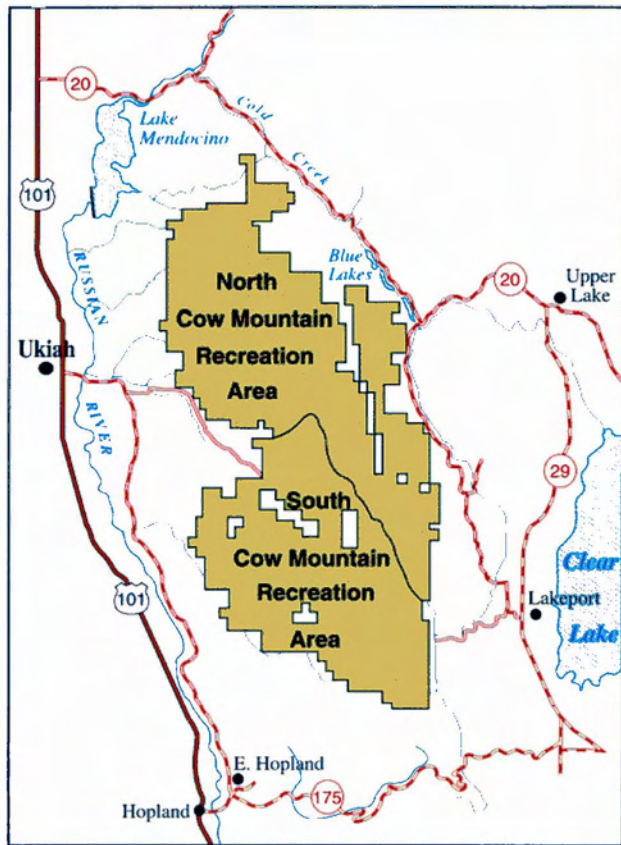 20
Lake
Mendocino
Cold
Creek
101
RUSSIAN
RIVER
Blue
Lakes
North
Cow Mountain
Recreation
Area
20
Upper
Lake
Ukiah
29
South
Cow Mountain
Recreation
Area
Clear
Lake
101
Lakeport
E. Hopland
Hopland
175